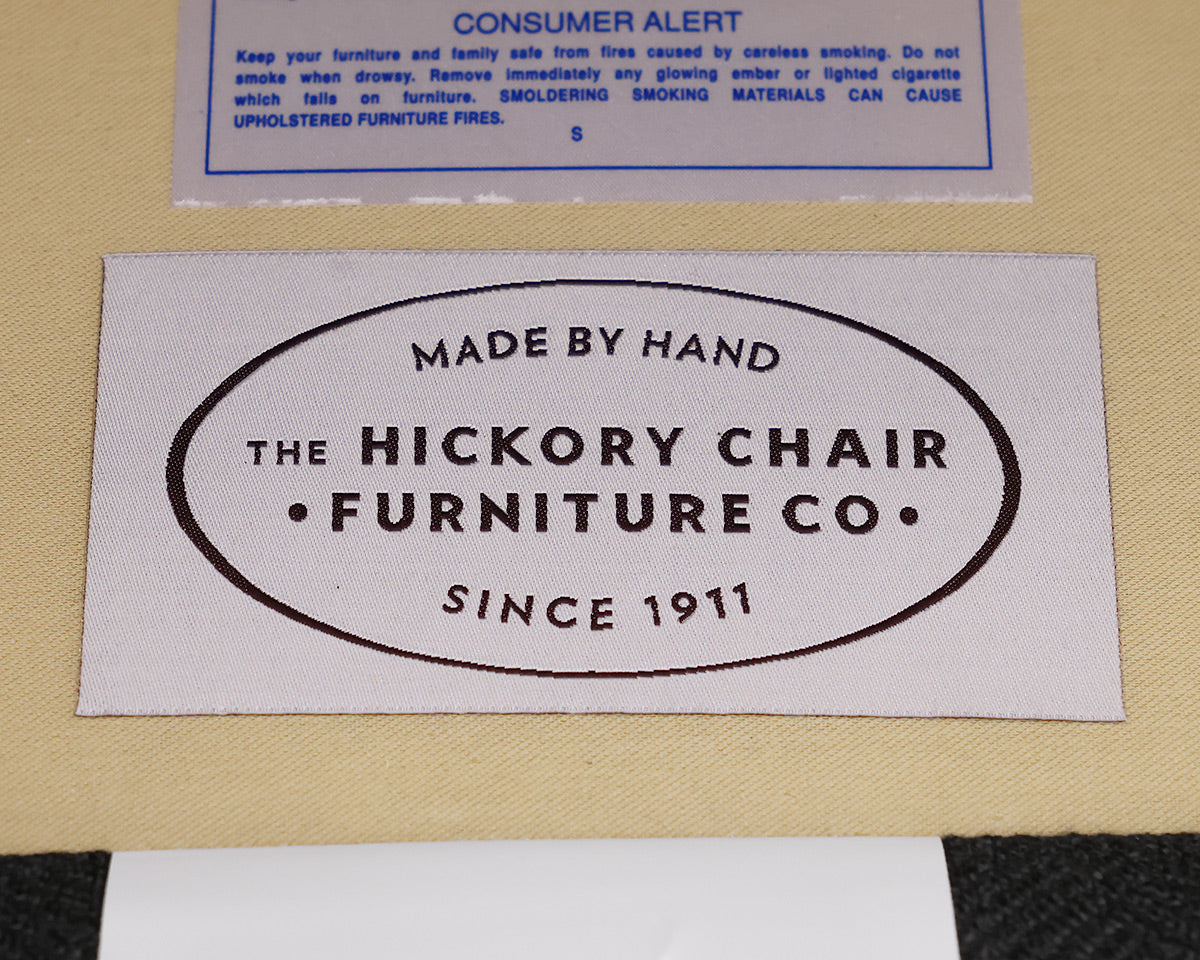 CONSUMER ALERT
Keep your furniture and family safe from fires caused by careless smoking. Do not
smoke when drowsy. Remove immediately any glowing ember or lighted cigarette
which falls on furniture. SMOLDERING SMOKING MATERIALS CAN CAUSE
UPHOLSTERED FURNITURE FIRES.
S
MADE BY HAND
THE HICKORY CHAIR
• FURNITURE CO •
SINCE 1911